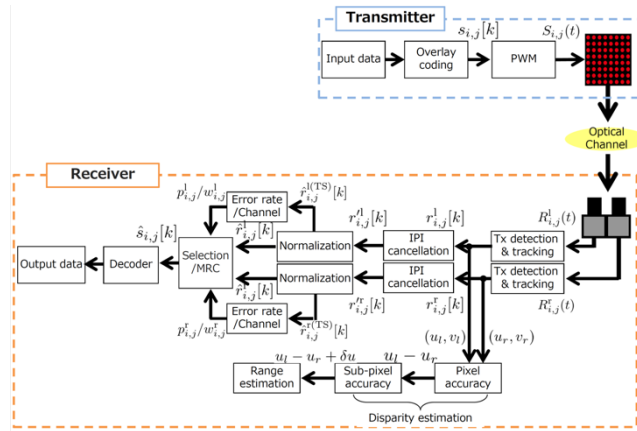 Transmitter
s_{i,j}[k]
S_{i,j}(t)
Input data
Overlay
coding
PWM
Optical
Channel
Receiver
p^l_{i,j}/w^l_{i,j}
Error rate
/Channel
r̂^{l(TS)}_{i,j}[k]
R^l_{i,j}(t)
ŝ_{i,j}[k]
r̂^l_{i,j}[k]
r'^l_{i,j}[k]
r^l_{i,j}[k]
Output data
Decoder
Selection
/MRC
Normalization
IPI
cancellation
Tx detection
& tracking
Normalization
IPI
cancellation
Tx detection
& tracking
r̂^r_{i,j}[k]
r'^r_{i,j}[k]
r^r_{i,j}[k]
R^r_{i,j}(t)
p^r_{i,j}/w^r_{i,j}
Error rate
/Channel
r̂^{r(TS)}_{i,j}[k]
(u_l, v_l)
(u_r, v_r)
u_l − u_r + δu
u_l − u_r
Range
estimation
Sub-pixel
accuracy
Pixel
accuracy
Disparity estimation